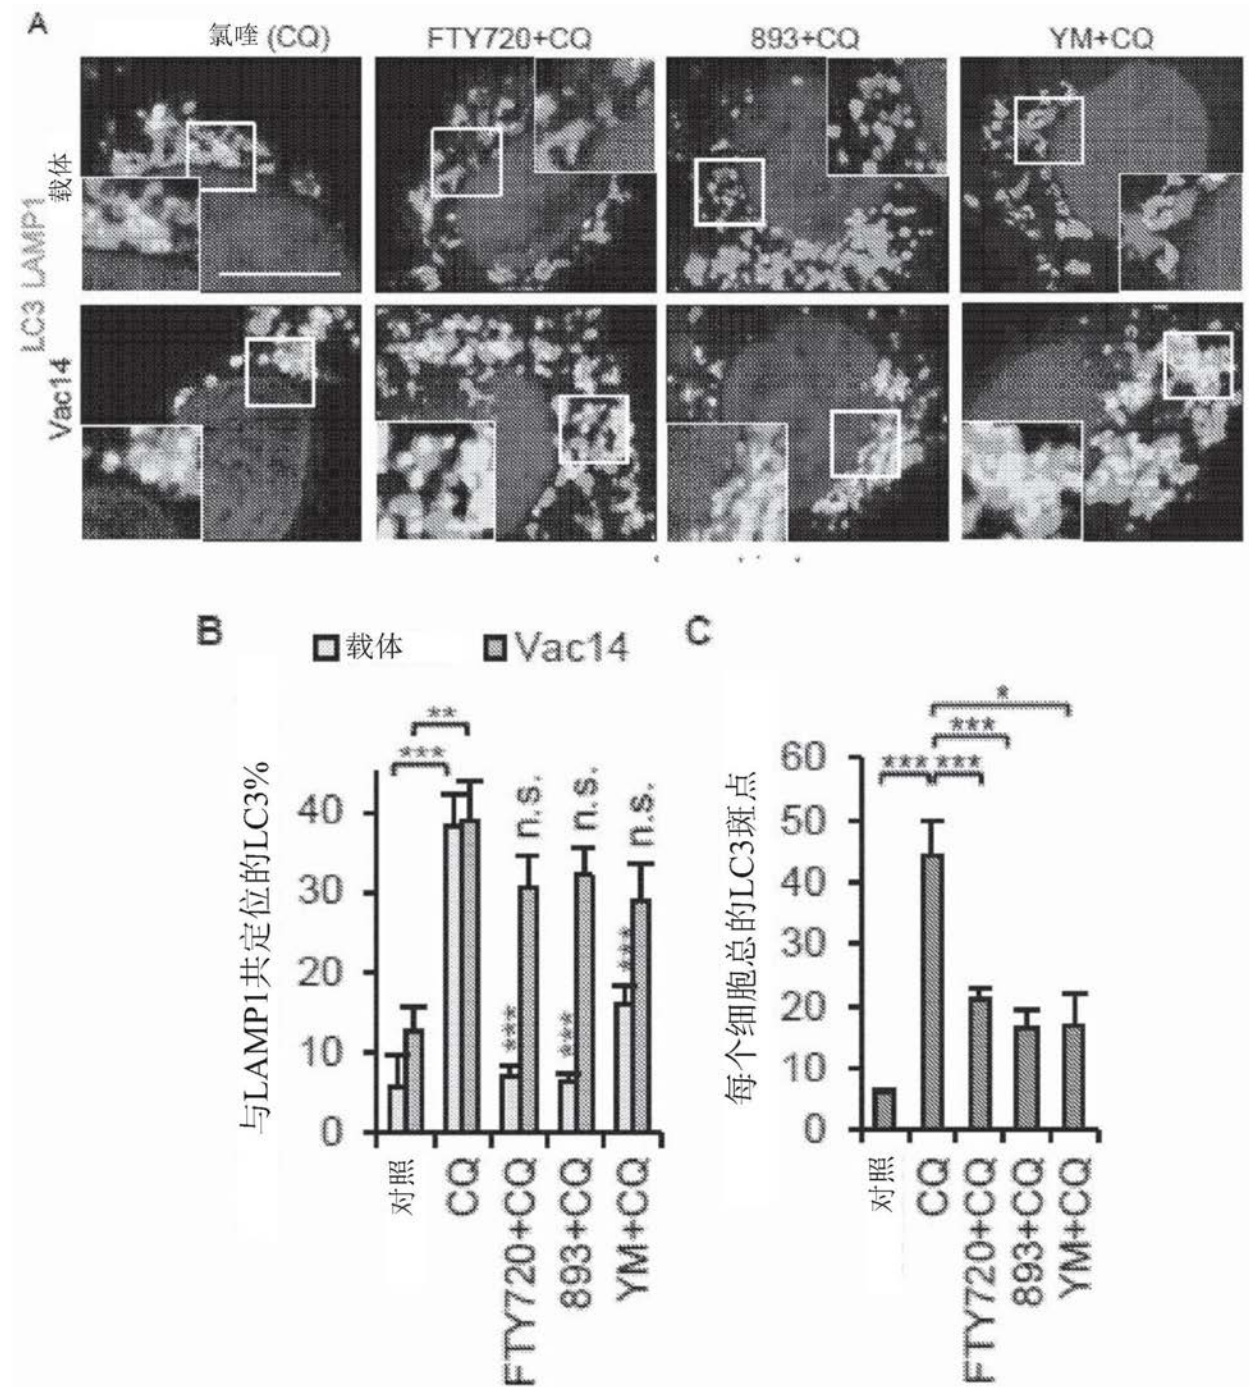 A
氯喹 (CQ)
FTY720+CQ
893+CQ
YM+CQ
LC3 LAMP1
载体
Vac14
B
载体
Vac14
与LAMP1共定位的LC3%
40
30
20
10
0
***
**
***
n.s.
***
n.s.
***
n.s.
对照
CQ
FTY720+CQ
893+CQ
YM+CQ
C
每个细胞总的LC3斑点
60
50
40
30
20
10
0
*
***
*** ***
对照
CQ
FTY720+CQ
893+CQ
YM+CQ